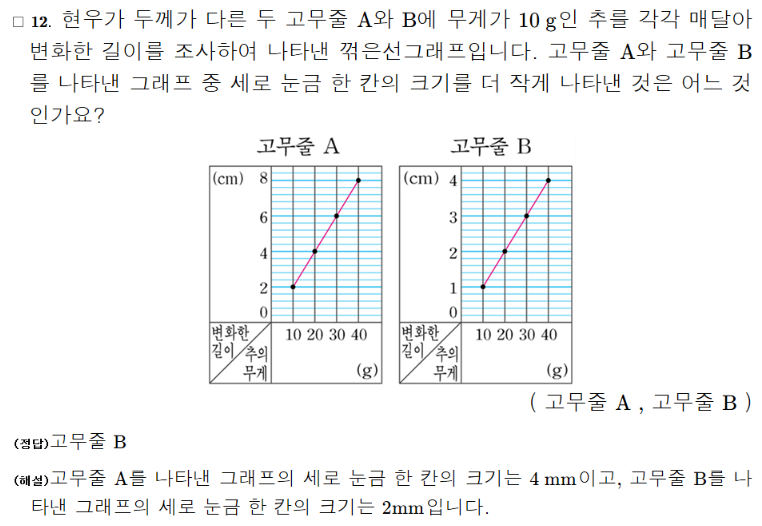 □ 12. 현우가 두께가 다른 두 고무줄 A와 B에 무게가 10 g인 추를 각각 매달아
변화한 길이를 조사하여 나타낸 꺾은선그래프입니다. 고무줄 A와 고무줄 B
를 나타낸 그래프 중 세로 눈금 한 칸의 크기를 더 작게 나타낸 것은 어느 것
인가요?
고무줄 A
(cm) 8
6
4
2
0
변화한 길이
추의 무게
10 20 30 40
(g)
고무줄 B
(cm) 4
3
2
1
0
변화한 길이
추의 무게
10 20 30 40
(g)
( 고무줄 A , 고무줄 B )
(정답)고무줄 B
(해설)고무줄 A를 나타낸 그래프의 세로 눈금 한 칸의 크기는 4 mm이고, 고무줄 B를 나
타낸 그래프의 세로 눈금 한 칸의 크기는 2mm입니다.